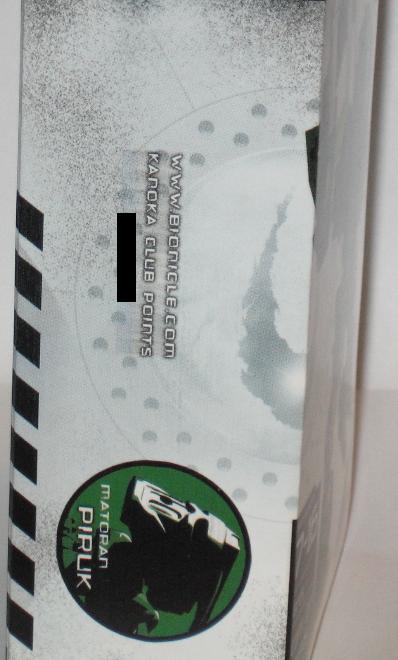 WWW.BIONICLE.COM
KANOKA CLUB POINTS
MATORAN
PIRUK